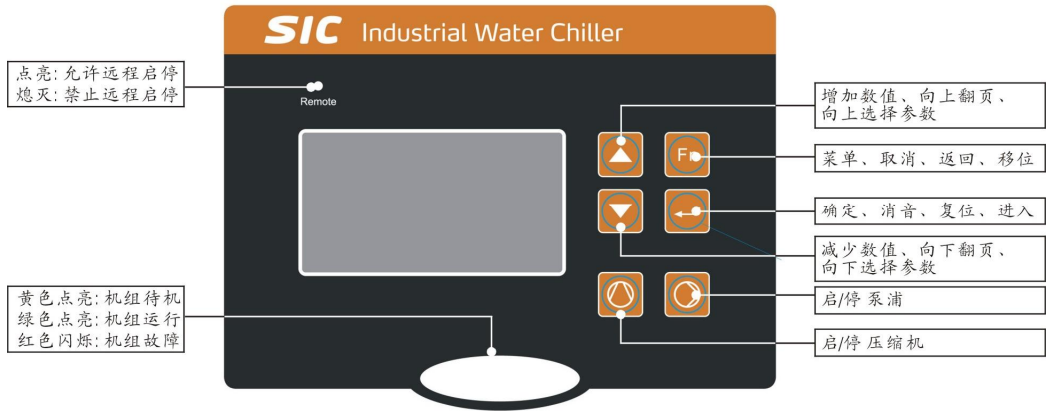 SIC Industrial Water Chiller
点亮: 允许远程启停
熄灭: 禁止远程启停
Remote
增加数值、向上翻页、
向上选择参数
菜单、取消、返回、移位
确定、消音、复位、进入
减少数值、向下翻页、
向下选择参数
黄色点亮: 机组待机
绿色点亮: 机组运行
红色闪烁: 机组故障
启/停 泵浦
启/停 压缩机